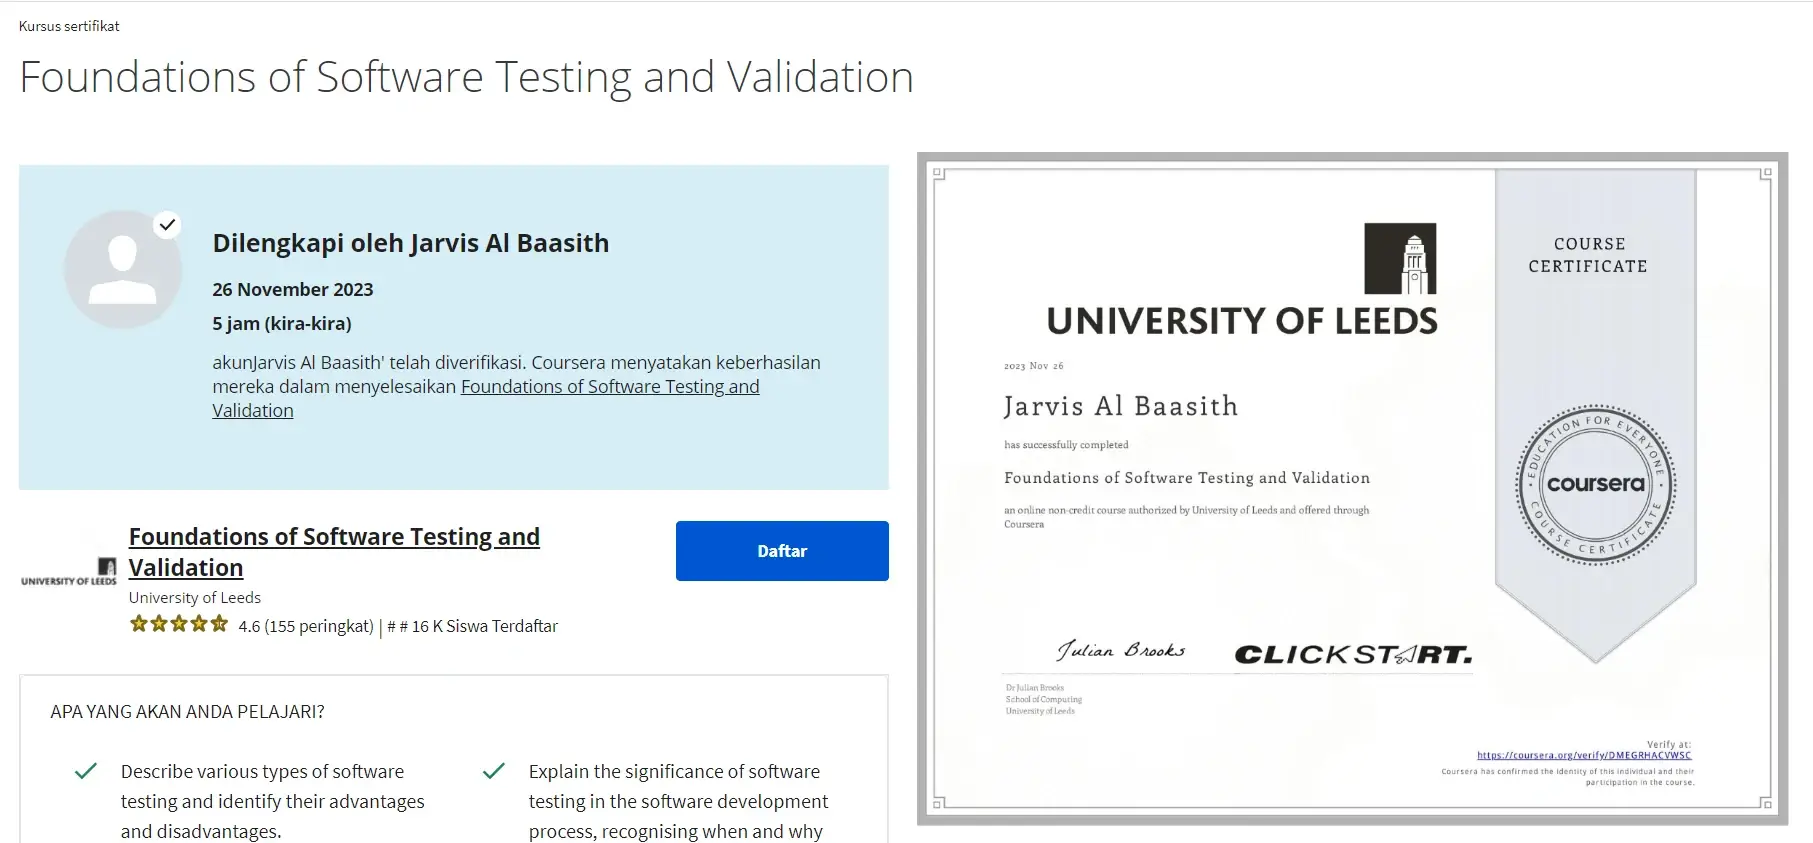 Kursus sertifikat
Foundations of Software Testing and Validation
Dilengkapi oleh Jarvis Al Baasith
26 November 2023
5 jam (kira-kira)
akunJarvis Al Baasith' telah diverifikasi. Coursera menyatakan keberhasilan
mereka dalam menyelesaikan Foundations of Software Testing and
Validation
UNIVERSITY OF LEEDS
Foundations of Software Testing and
Validation
University of Leeds
4.6 (155 peringkat) | # # 16 K Siswa Terdaftar
Daftar
APA YANG AKAN ANDA PELAJARI?
Describe various types of software
testing and identify their advantages
and disadvantages.
Explain the significance of software
testing in the software development
process, recognising when and why
UNIVERSITY OF LEEDS
2023 Nov 26
Jarvis Al Baasith
has successfully completed
Foundations of Software Testing and Validation
an online non-credit course authorized by University of Leeds and offered through
Coursera
Julian Brooks
CLICKSTART.
Dr Julian Brooks
School of Computing
University of Leeds
COURSE
CERTIFICATE
EDUCATION FOR EVERYONE
coursera
COURSE CERTIFICATE
Verify at:
https://coursera.org/verify/DMEGRHACVWSC
Coursera has confirmed the identity of this individual and their
participation in the course.